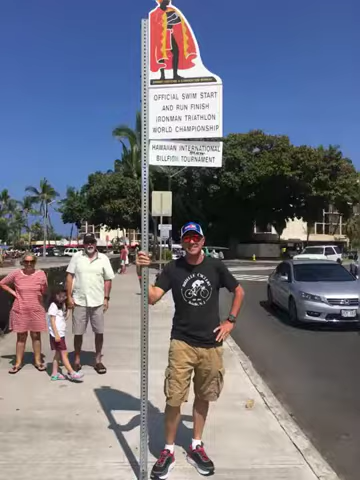 OFFICIAL SWIM START
AND RUN FINISH
IRONMAN TRIATHLON
WORLD CHAMPIONSHIP
HAWAIIAN INTERNATIONAL
BILLFISH TOURNAMENT